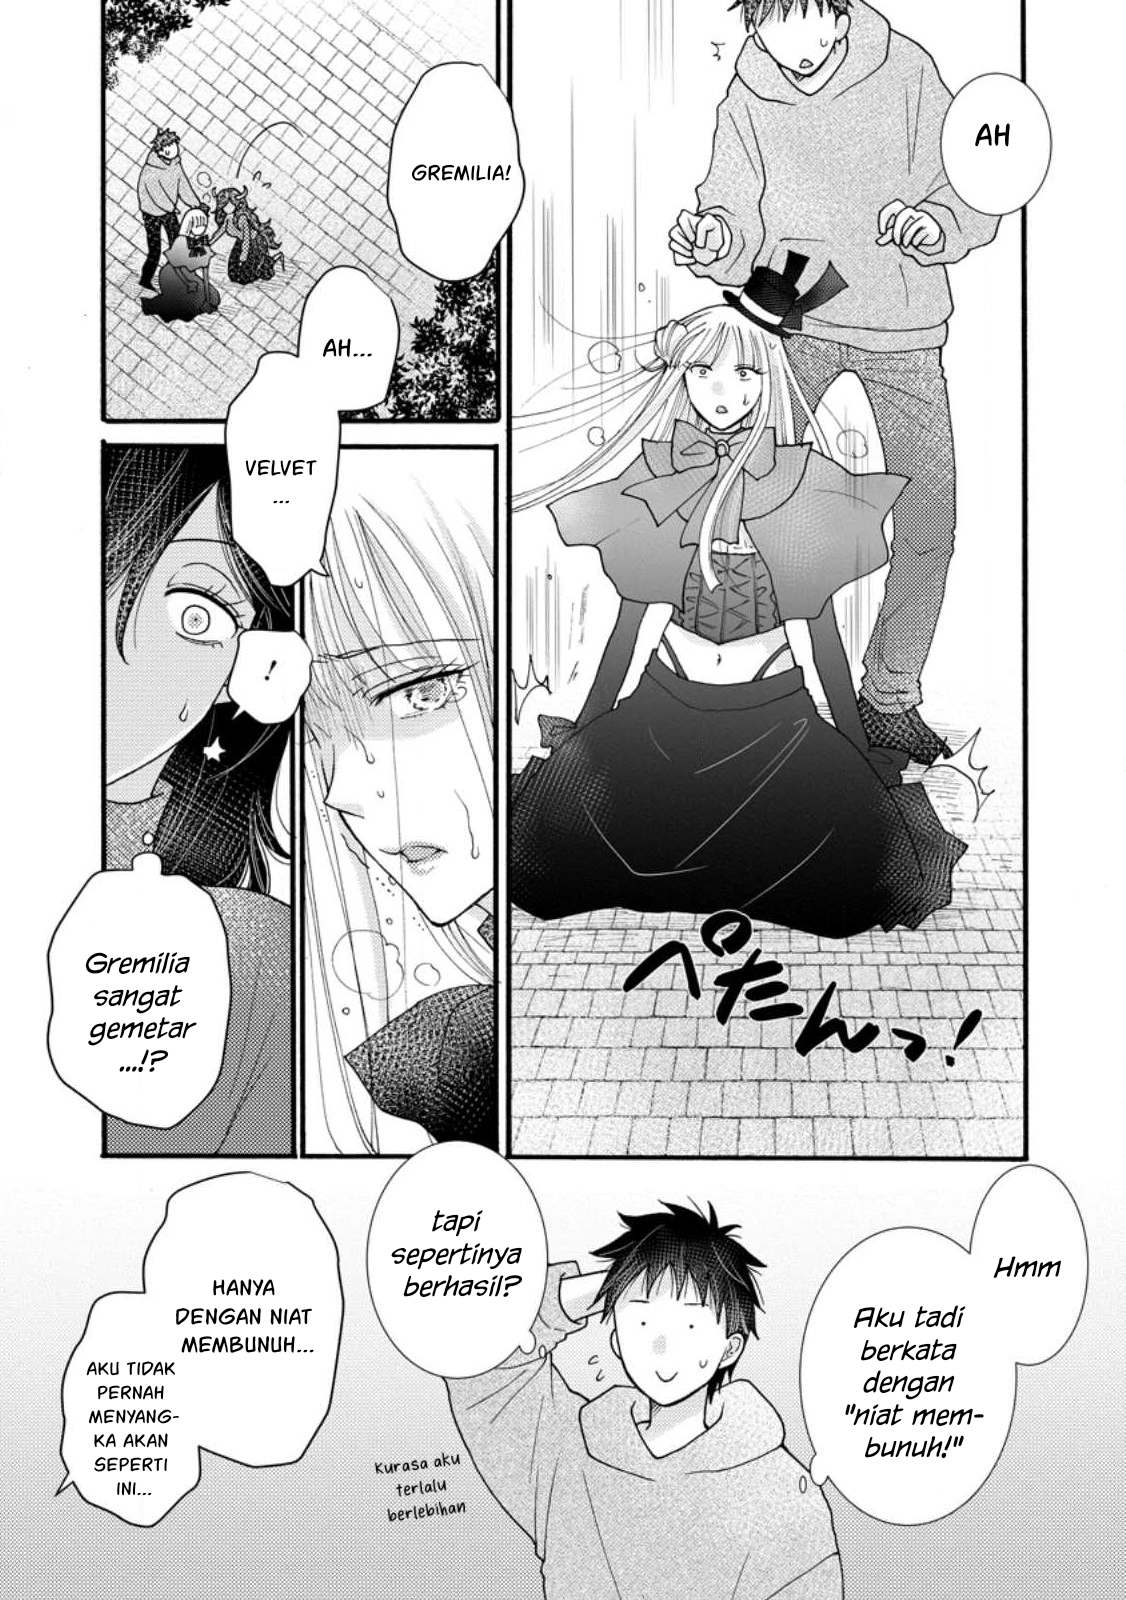 AH
ぺたんっ!
GREMILIA!
AH...
VELVET
...
!
Gremilia
sangat
gemetar
....!?
Hmm
Aku tadi
berkata
dengan
"niat mem-
bunuh!"
tapi
sepertinya
berhasil?
Kurasa aku
terlalu
berlebihan
HANYA
DENGAN NIAT
MEMBUNUH...
AKU TIDAK
PERNAH
MENYANG-
KA AKAN
SEPERTI
INI...